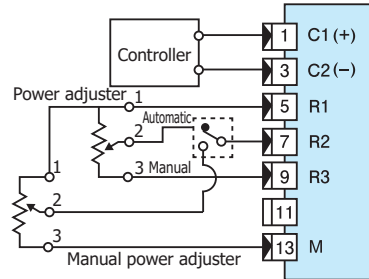 Controller
1 C1 (+)
3 C2 (−)
Power adjuster
1
5 R1
Automatic
2
7 R2
3 Manual
9 R3
1
2
11
3
13 M
Manual power adjuster